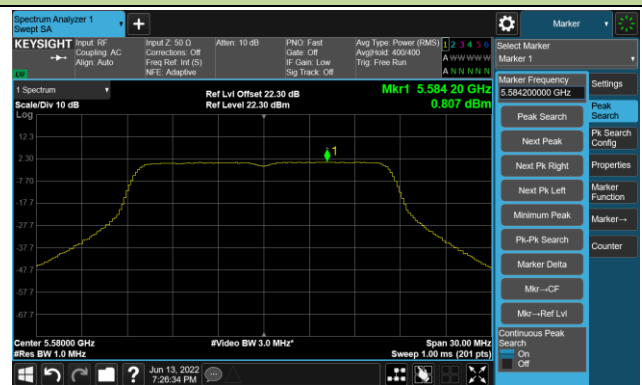 Spectrum Analyzer 1
Swept SA
+
Marker
KEYSIGHT
Input: RF
Coupling: AC
Align: Auto
Input Z: 50 Ω
Corrections: Off
Freq Ref: Int (S)
NFE: Adaptive
Atten: 10 dB
PNO: Fast
Gate: Off
IF Gain: Low
Sig Track: Off
Avg Type: Power (RMS)
Avg|Hold: 400/400
Trig: Free Run
1 2 3 4 5 6
A W W W W W
A N N N N N
LW
Select Marker
Marker 1
1 Spectrum
Scale/Div 10 dB
Ref Lvl Offset 22.30 dB
Ref Level 22.30 dBm
Mkr1 5.584 20 GHz
0.807 dBm
Log
12.3
2.30
-7.70
-17.7
-27.7
-37.7
-47.7
-57.7
-67.7
1
Center 5.58000 GHz
#Res BW 1.0 MHz
#Video BW 3.0 MHz*
Span 30.00 MHz
Sweep 1.00 ms (201 pts)
Marker Frequency
5.584200000 GHz
Peak Search
Next Peak
Next Pk Right
Next Pk Left
Minimum Peak
Pk-Pk Search
Marker Delta
Mkr→CF
Mkr→Ref Lvl
Continuous Peak
Search
On
Off
Settings
Peak
Search
Pk Search
Config
Properties
Marker
Function
Marker→
Counter
?
Jun 13, 2022
7:26:34 PM